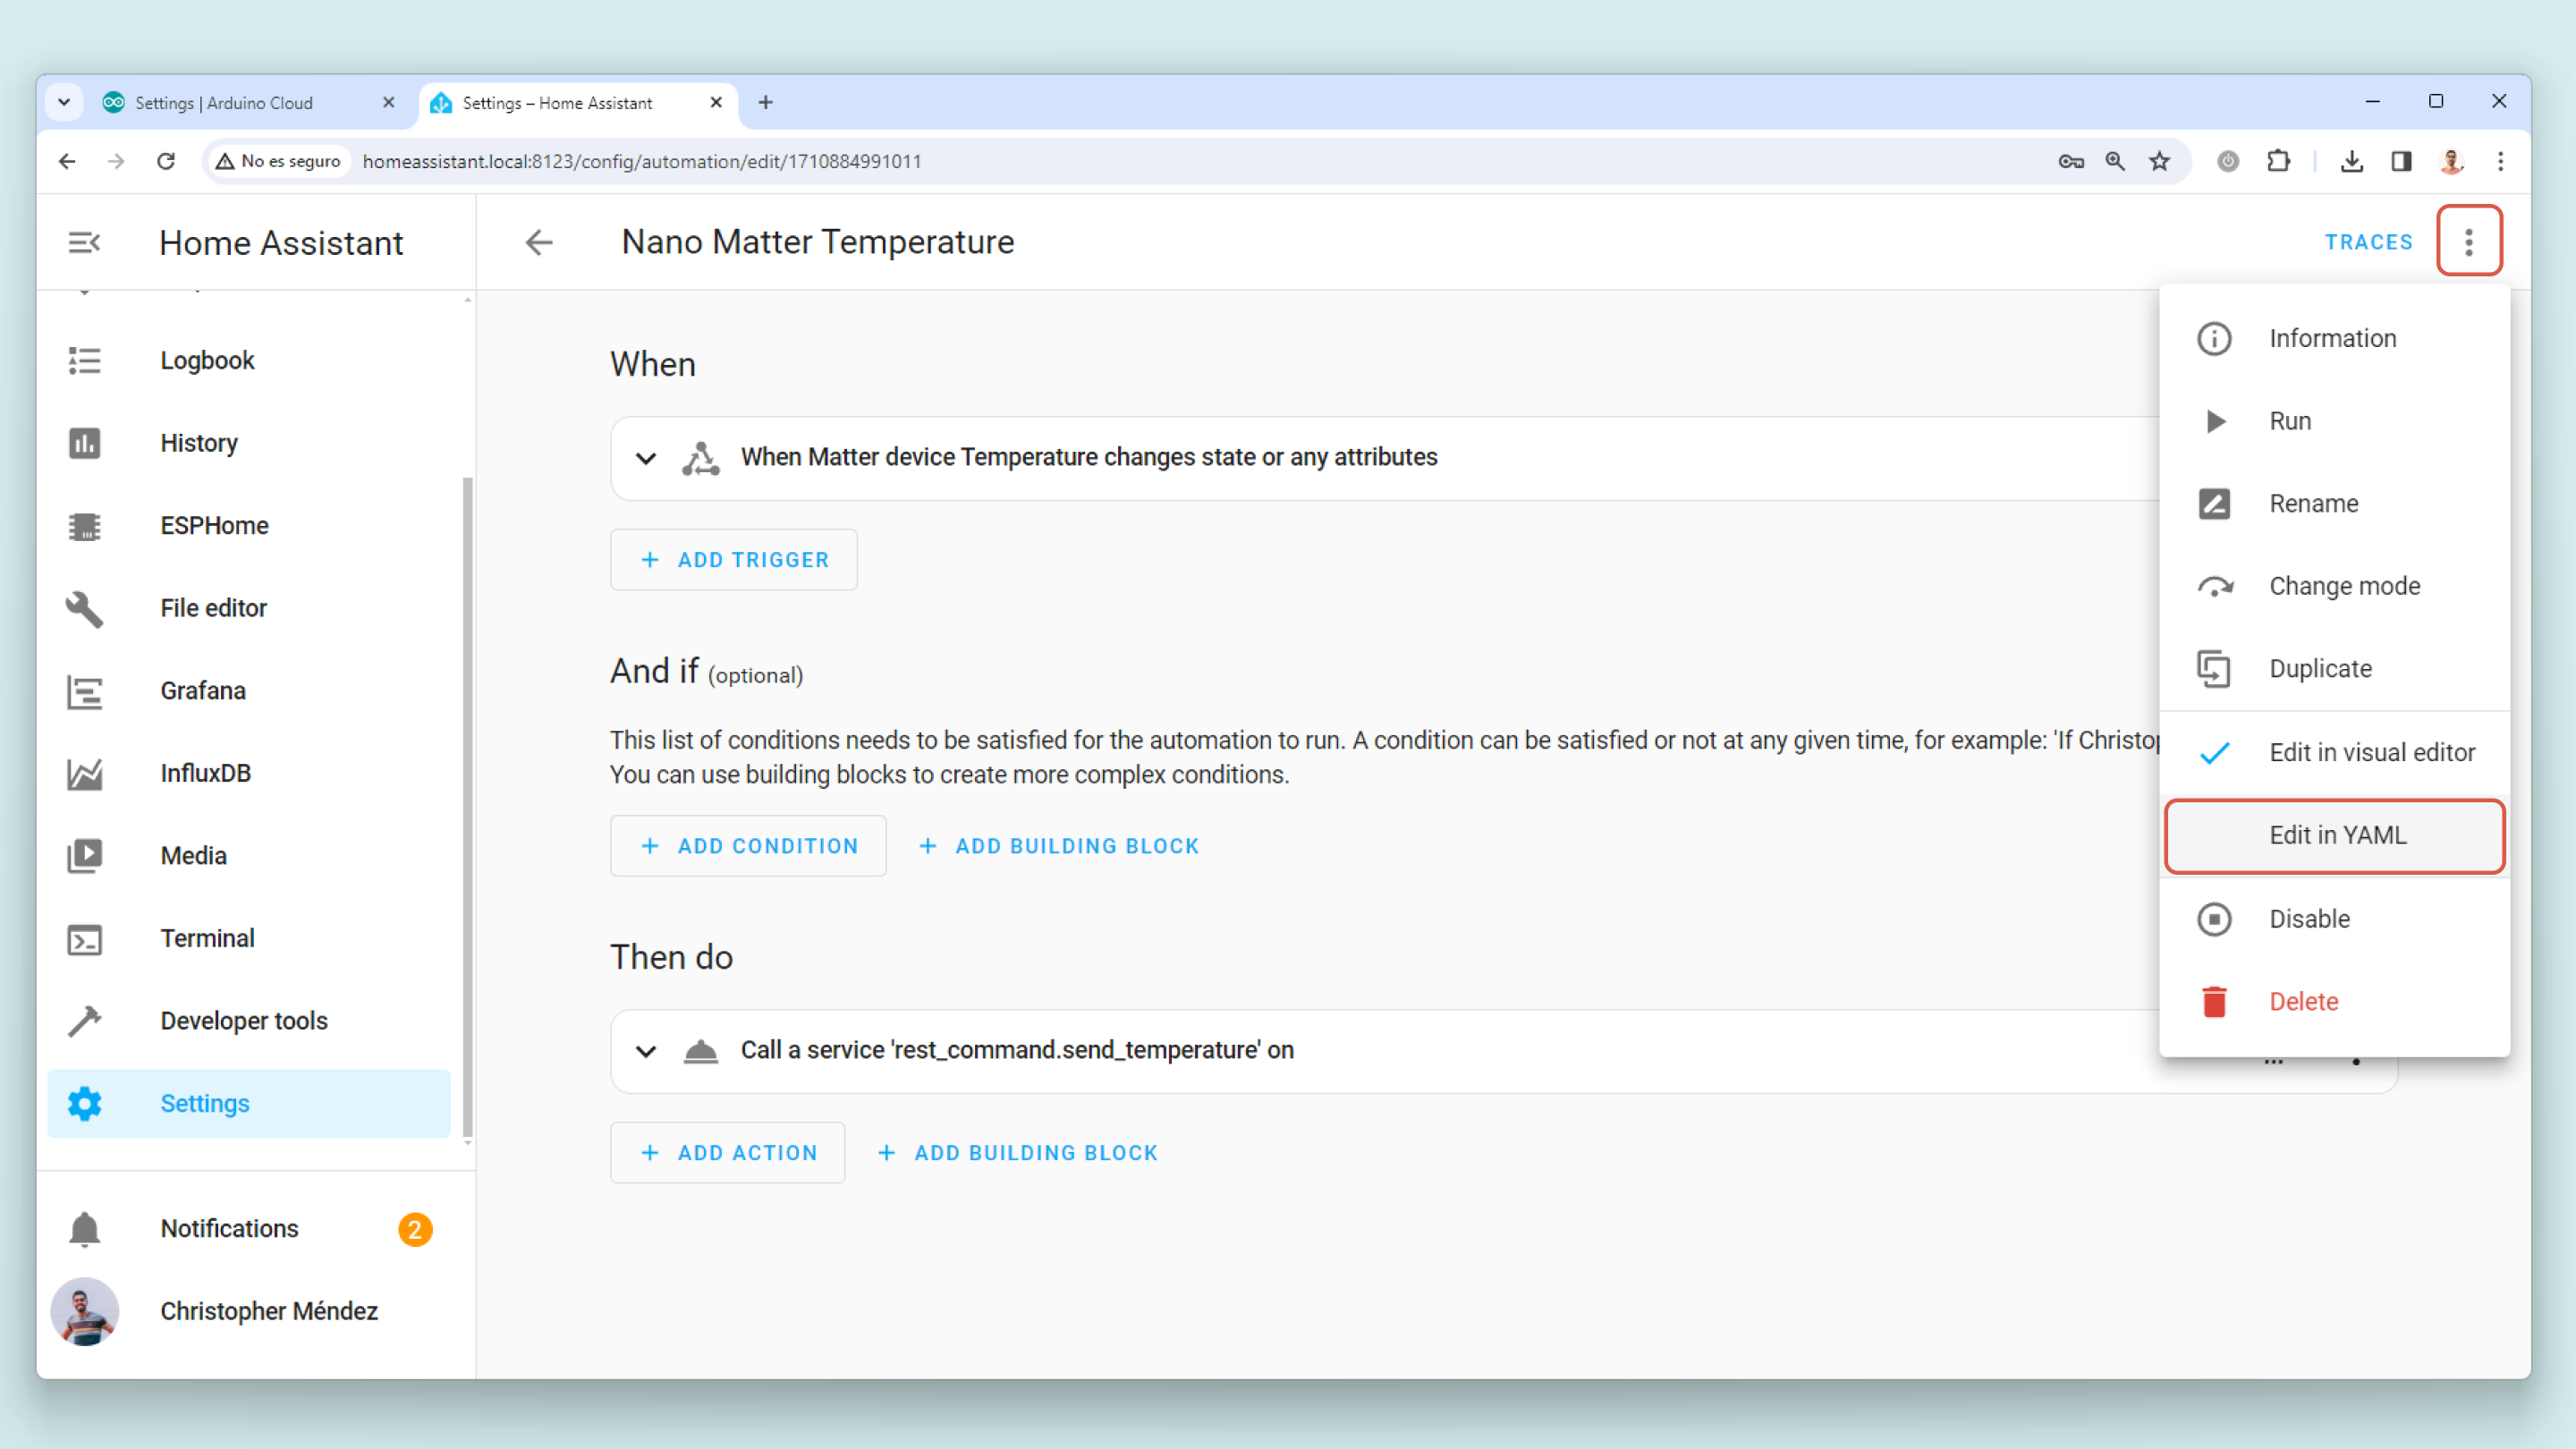 Settings | Arduino Cloud
Settings – Home Assistant
No es seguro
homeassistant.local:8123/config/automation/edit/1710884991011
Home Assistant
Nano Matter Temperature
TRACES
Logbook
History
ESPHome
File editor
Grafana
InfluxDB
Media
Terminal
Developer tools
Settings
Notifications
2
Christopher Méndez
When
When Matter device Temperature changes state or any attributes
ADD TRIGGER
And if (optional)
This list of conditions needs to be satisfied for the automation to run. A condition can be satisfied or not at any given time, for example: 'If
You can use building blocks to create more complex conditions.
ADD CONDITION
ADD BUILDING BLOCK
Then do
Call a service 'rest_command.send_temperature' on
ADD ACTION
ADD BUILDING BLOCK
Information
Run
Rename
Change mode
Duplicate
Edit in visual editor
Edit in YAML
Disable
Delete